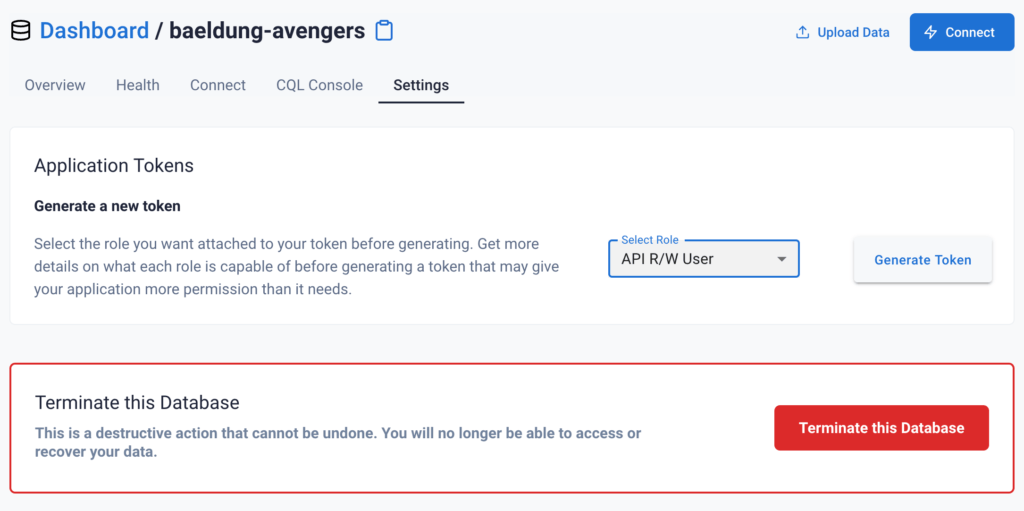 Dashboard / baeldung-avengers
Upload Data
Connect
Overview
Health
Connect
CQL Console
Settings
Application Tokens
Generate a new token
Select the role you want attached to your token before generating. Get more
details on what each role is capable of before generating a token that may give
your application more permission than it needs.
Select Role
API R/W User
Generate Token
Terminate this Database
This is a destructive action that cannot be undone. You will no longer be able to access or
recover your data.
Terminate this Database